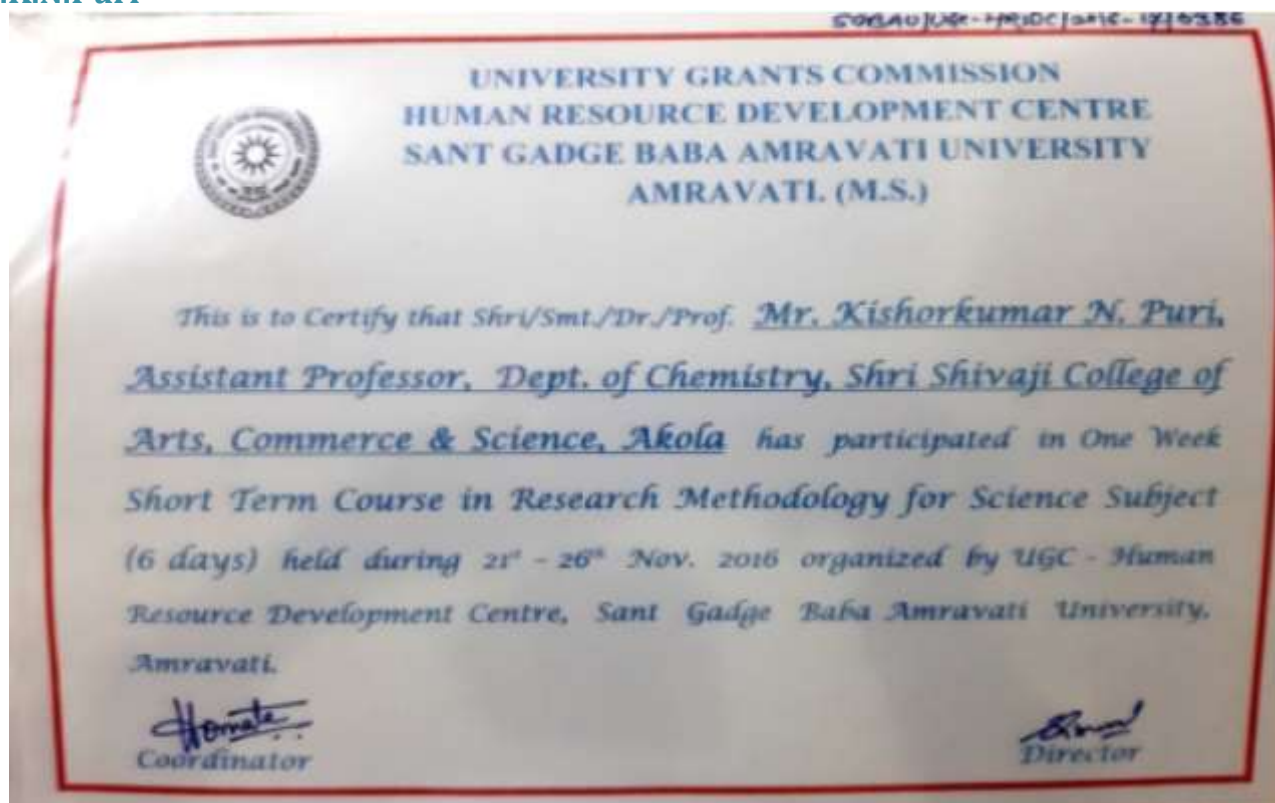 UNIVERSITY GRANTS COMMISSION
HUMAN RESOURCE DEVELOPMENT CENTRE
SANT GADGE BABA AMRAVATI UNIVERSITY
AMRAVATI. (M.S.)
This is to Certify that Shri/Smt./Dr./Prof. Mr. Kishorkumar N. Puri,
Assistant Professor, Dept. of Chemistry, Shri Shivaji College of
Arts, Commerce & Science, Akola has participated in One Week
Short Term Course in Research Methodology for Science Subject
(6 days) held during 21st - 26th Nov. 2016 organized by UGC - Human
Resource Development Centre, Sant Gadge Baba Amravati University,
Amravati.
Coordinator
Director